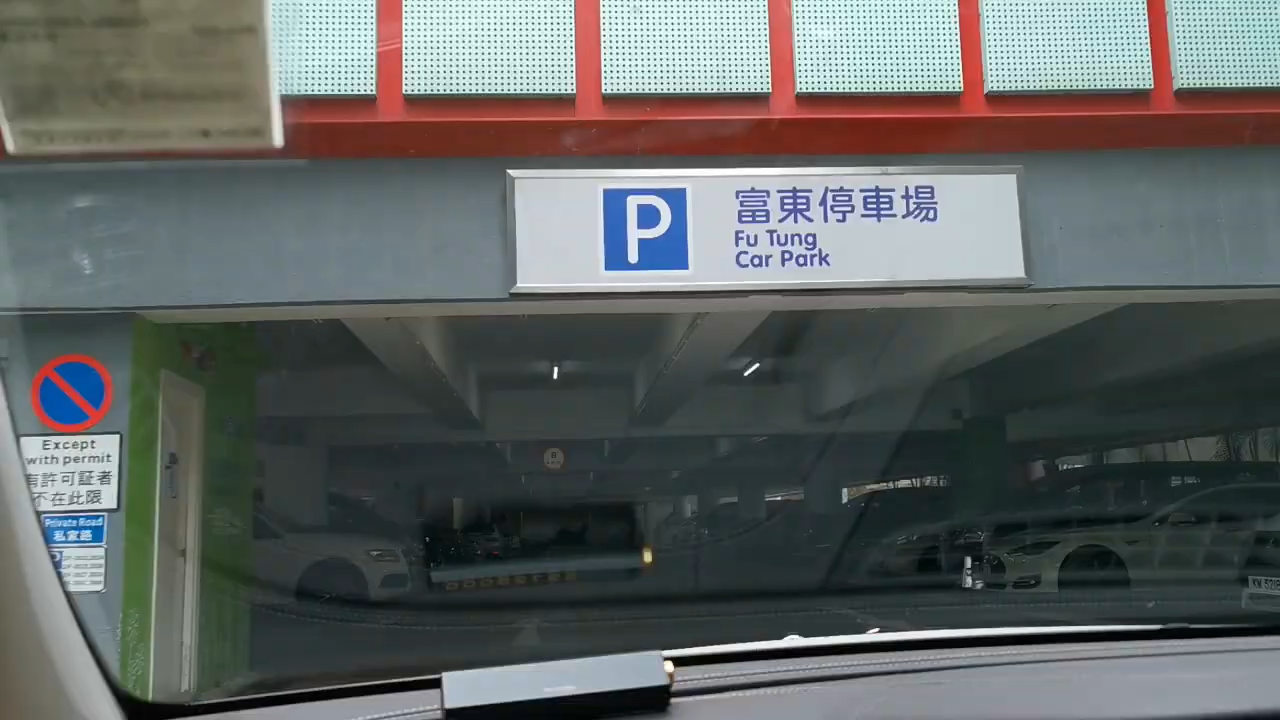 P
富東停車場
Fu Tung
Car Park
Except
with permit
有許可証者
不在此限
Private Road
私家路
P